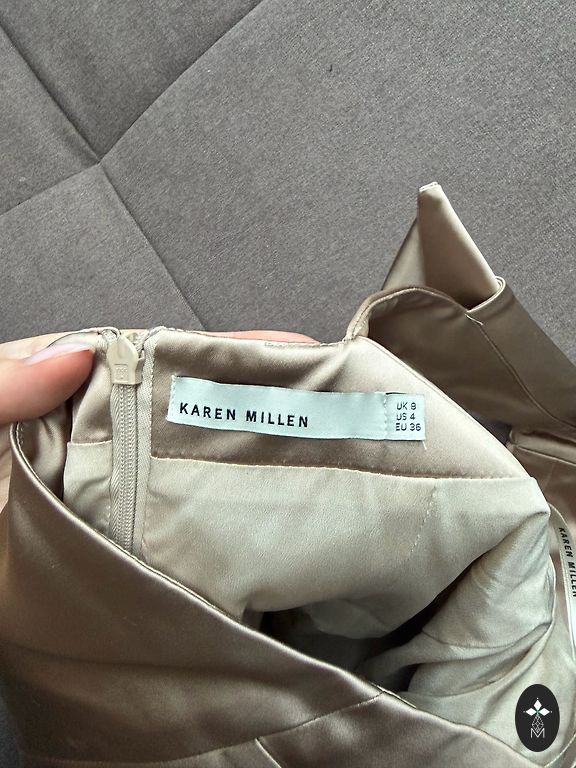 KAREN MILLEN
UK 8
US 4
EU 36
KAREN MILLEN
M